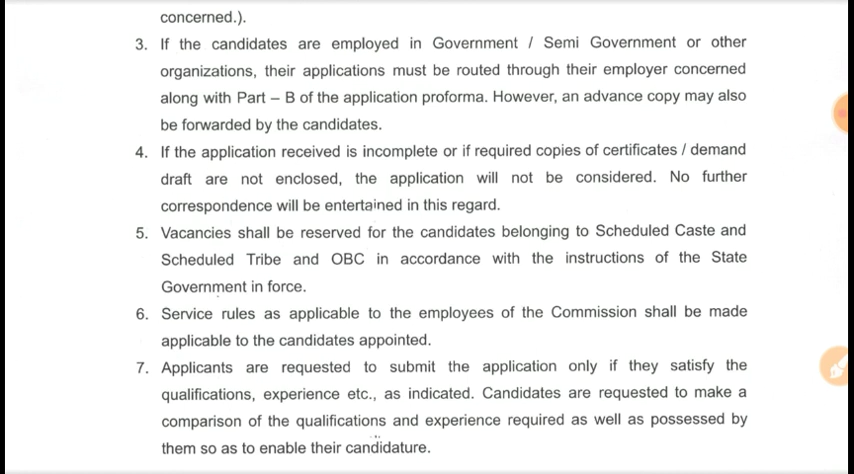 concerned.).
3. If the candidates are employed in Government / Semi Government or other
organizations, their applications must be routed through their employer concerned
along with Part – B of the application proforma. However, an advance copy may also
be forwarded by the candidates.
4. If the application received is incomplete or if required copies of certificates / demand
draft are not enclosed, the application will not be considered. No further
correspondence will be entertained in this regard.
5. Vacancies shall be reserved for the candidates belonging to Scheduled Caste and
Scheduled Tribe and OBC in accordance with the instructions of the State
Government in force.
6. Service rules as applicable to the employees of the Commission shall be made
applicable to the candidates appointed.
7. Applicants are requested to submit the application only if they satisfy the
qualifications, experience etc., as indicated. Candidates are requested to make a
comparison of the qualifications and experience required as well as possessed by
them so as to enable their candidature.